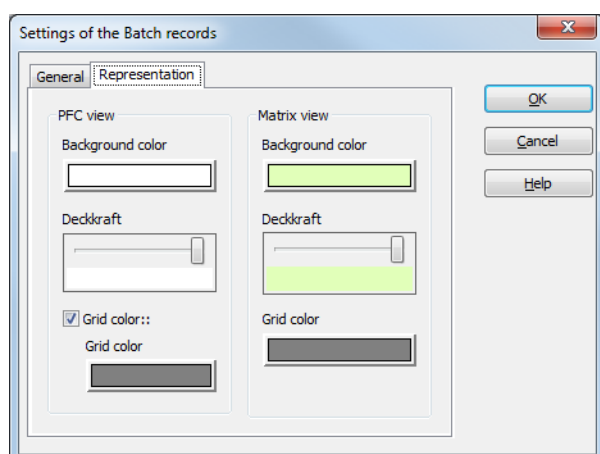 Settings of the Batch records
General Representation
PFC view
Background color
Deckkraft
Grid color::
Grid color
Matrix view
Background color
Deckkraft
Grid color
OK
Cancel
Help